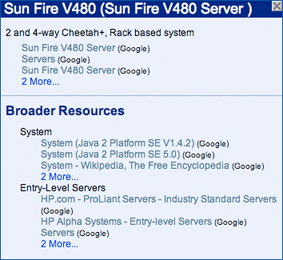 Sun Fire V480 (Sun Fire V480 Server )
2 and 4-way Cheetah+, Rack based system
Sun Fire V480 Server (Google)
Servers (Google)
Sun Fire V480 Server (Google)
2 More...
Broader Resources
System
System (Java 2 Platform SE V1.4.2) (Google)
System (Java 2 Platform SE 5.0) (Google)
System - Wikipedia, The Free Encyclopedia (Google)
2 More...
Entry-Level Servers
HP.com - ProLiant Servers - Industry Standard Servers
(Google)
HP Alpha Systems - Entry-level Servers (Google)
Servers (Google)
2 More...